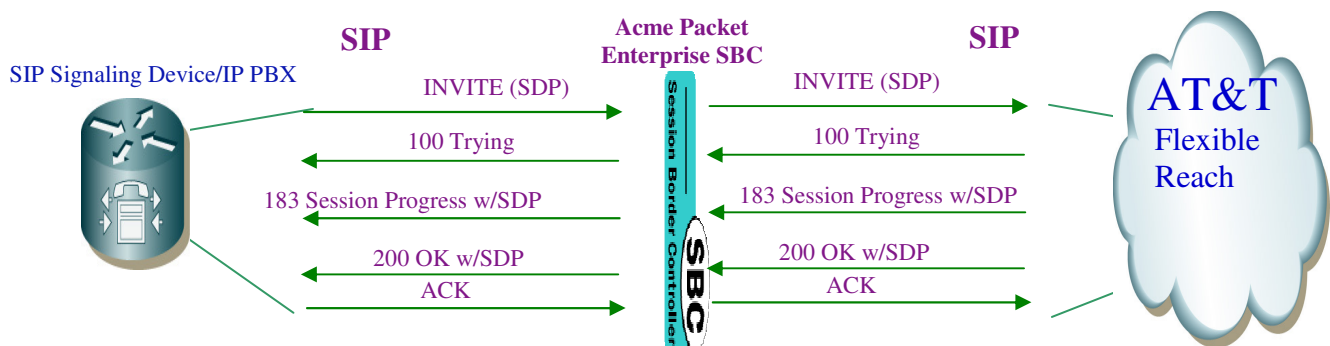 SIP
Acme Packet
Enterprise SBC
SIP
SIP Signaling Device/IP PBX
INVITE (SDP)
100 Trying
183 Session Progress w/SDP
200 OK w/SDP
ACK
Session Border Controller
SBC
INVITE (SDP)
100 Trying
183 Session Progress w/SDP
200 OK w/SDP
ACK
AT&T
Flexible
Reach